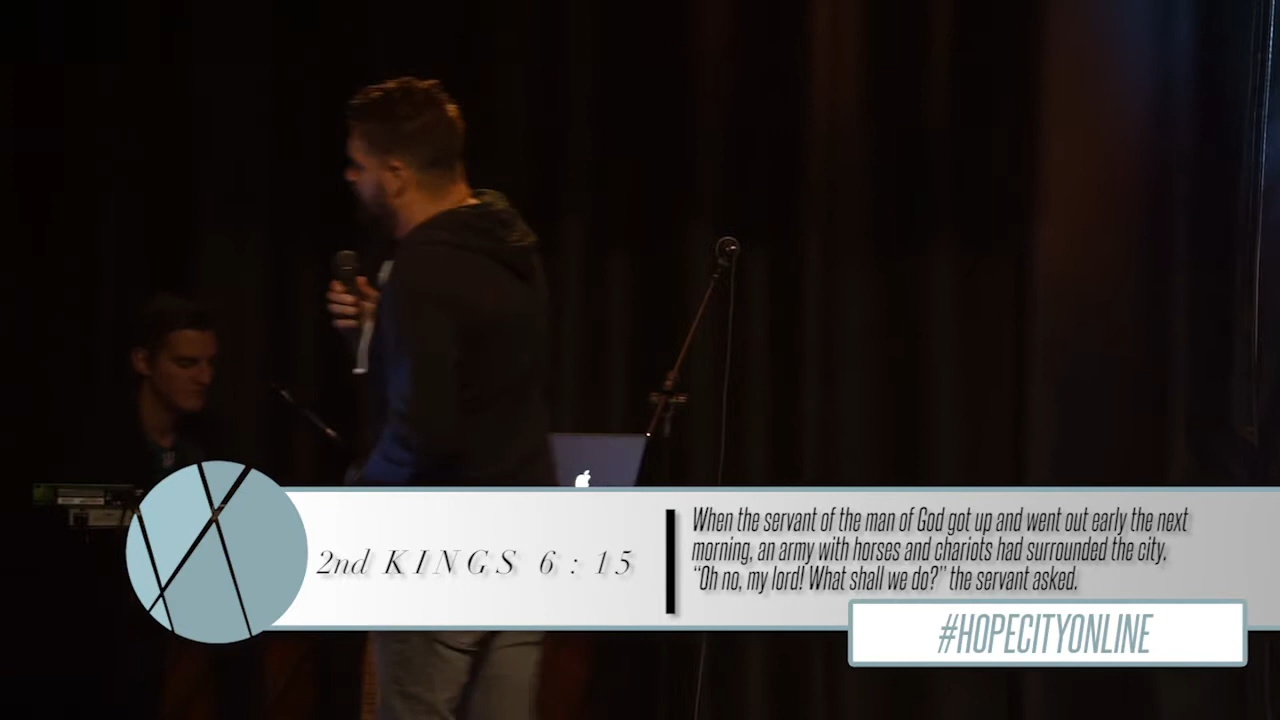 2nd KINGS 6 : 15
When the servant of the man of God got up and went out early the next
morning, an army with horses and chariots had surrounded the city.
“Oh no, my lord! What shall we do?” the servant asked.
#HOPECITYONLINE